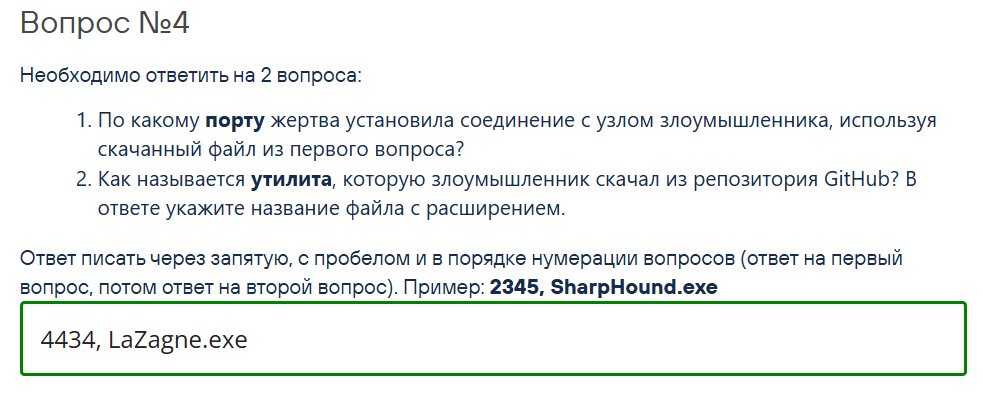 Вопрос №4
Необходимо ответить на 2 вопроса:
1. По какому порту жертва установила соединение с узлом злоумышленника, используя
скачанный файл из первого вопроса?
2. Как называется утилита, которую злоумышленник скачал из репозитория GitHub? В
ответе укажите название файла с расширением.
Ответ писать через запятую, с пробелом и в порядке нумерации вопросов (ответ на первый
вопрос, потом ответ на второй вопрос). Пример: 2345, SharpHound.exe
4434, LaZagne.exe